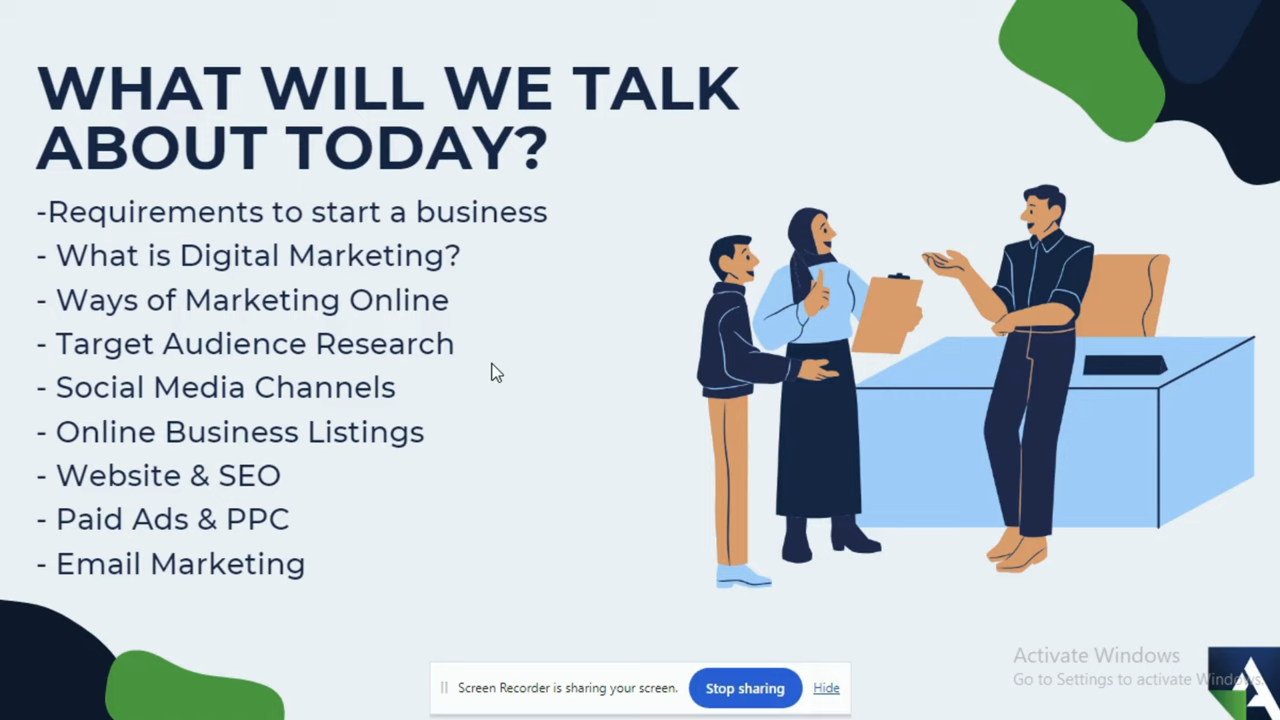 WHAT WILL WE TALK
ABOUT TODAY?
-Requirements to start a business
- What is Digital Marketing?
- Ways of Marketing Online
- Target Audience Research
- Social Media Channels
- Online Business Listings
- Website & SEO
- Paid Ads & PPC
- Email Marketing
Activate Windows
Go to Settings to activate Windows.
Screen Recorder is sharing your screen.
Stop sharing
Hide